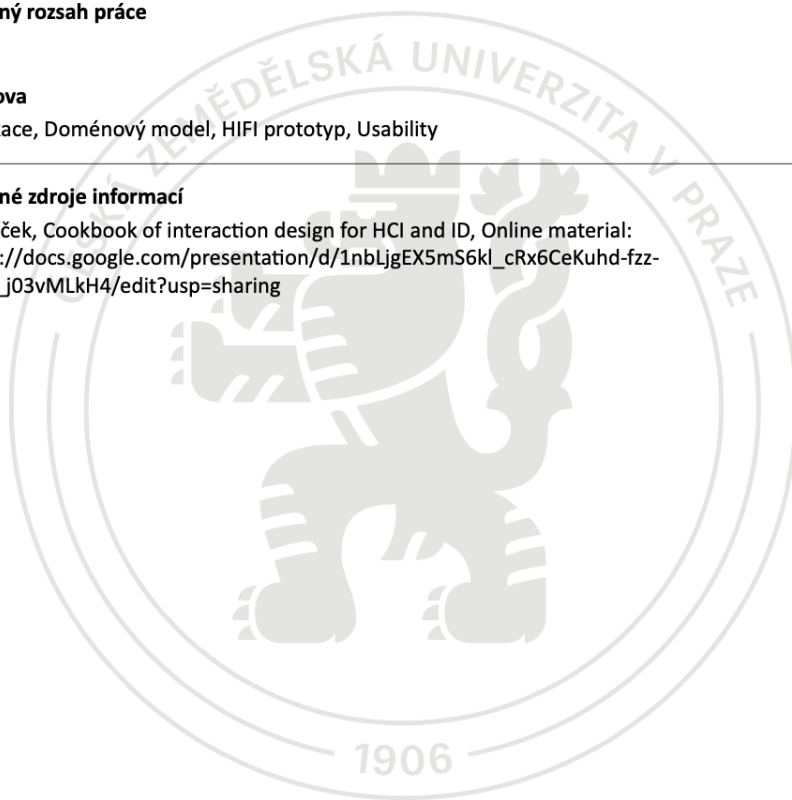 ný rozsah práce
ova
ace, Doménový model, HIFI prototyp, Usability
né zdroje informací
ček, Cookbook of interaction design for HCI and ID, Online material:
://docs.google.com/presentation/d/1nbLjgEX5mS6kl_cRx6CeKuhd-fzz-
_j03vMLkH4/edit?usp=sharing
ČESKÁ ZEMĚDĚLSKÁ UNIVERZITA V PRAZE
1906